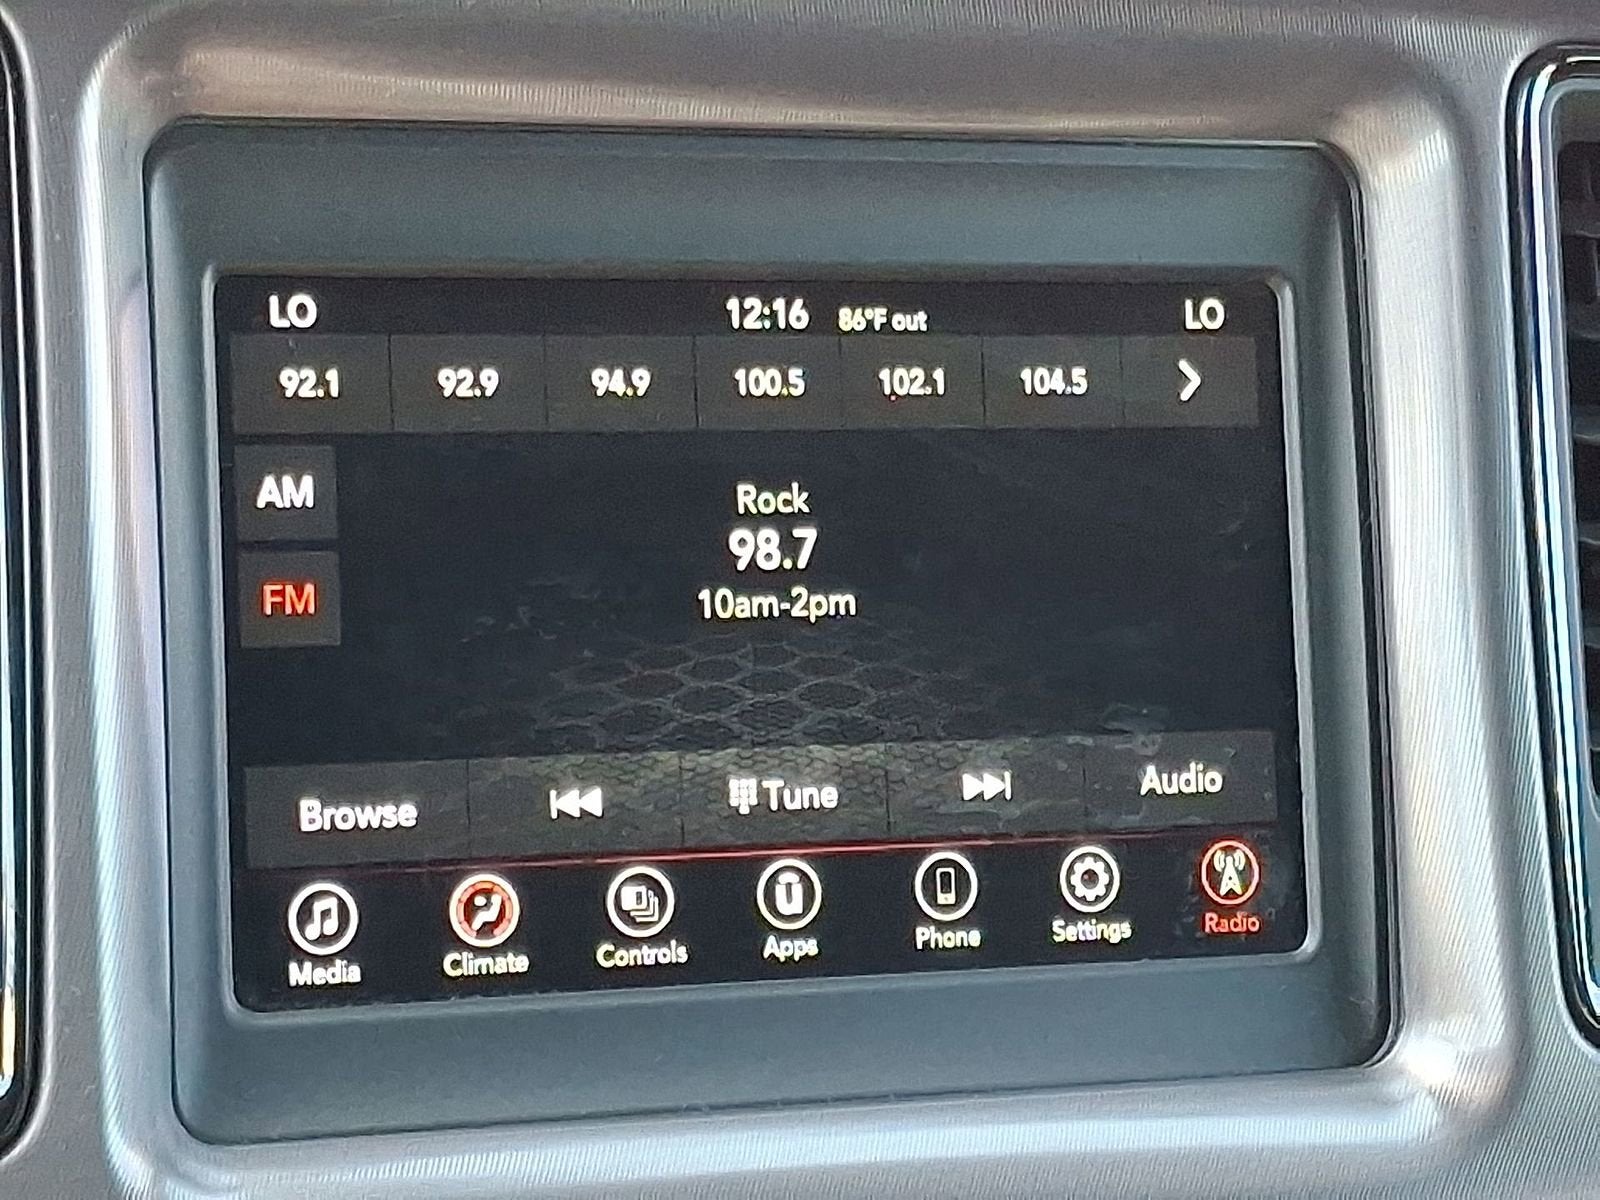 LO 12:16 86°F out LO
92.1 92.9 94.9 100.5 102.1 104.5
AM
Rock
98.7
FM
10am-2pm
Browse Tune Audio
Media Climate Controls Apps Phone Settings Radio